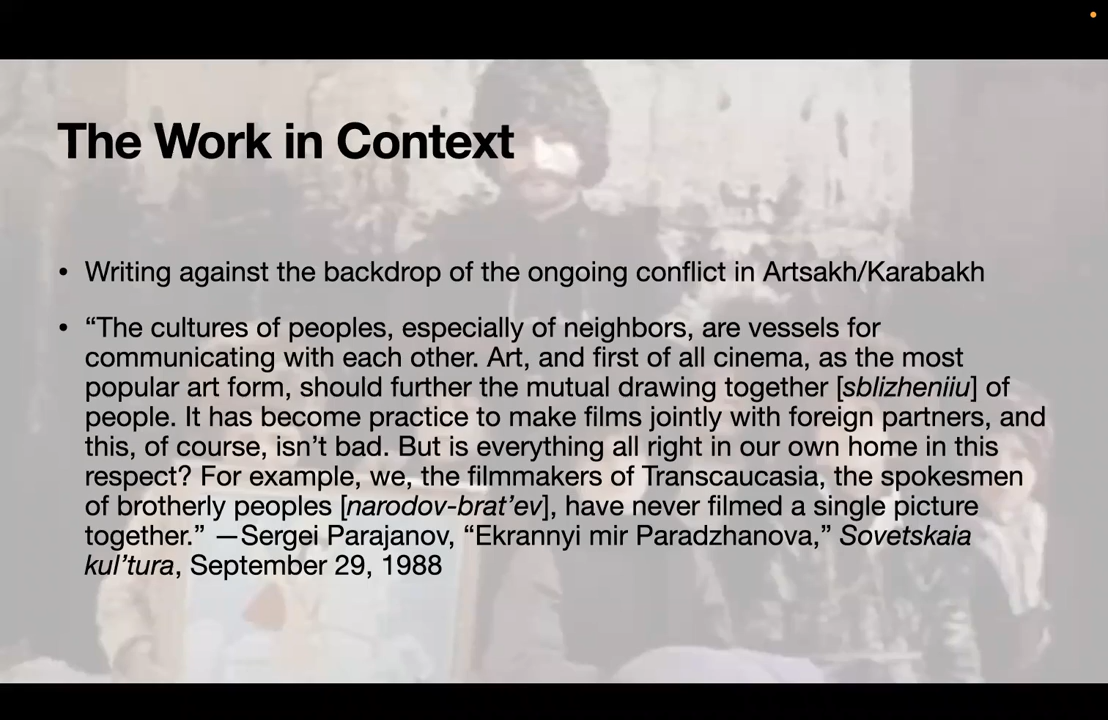 The Work in Context
• Writing against the backdrop of the ongoing conflict in Artsakh/Karabakh
• “The cultures of peoples, especially of neighbors, are vessels for
communicating with each other. Art, and first of all cinema, as the most
popular art form, should further the mutual drawing together [sblizheniiu] of
people. It has become practice to make films jointly with foreign partners, and
this, of course, isn’t bad. But is everything all right in our own home in this
respect? For example, we, the filmmakers of Transcaucasia, the spokesmen
of brotherly peoples [narodov-brat’ev], have never filmed a single picture
together.” —Sergei Parajanov, “Ekrannyi mir Paradzhanova,” Sovetskaia
kul’tura, September 29, 1988